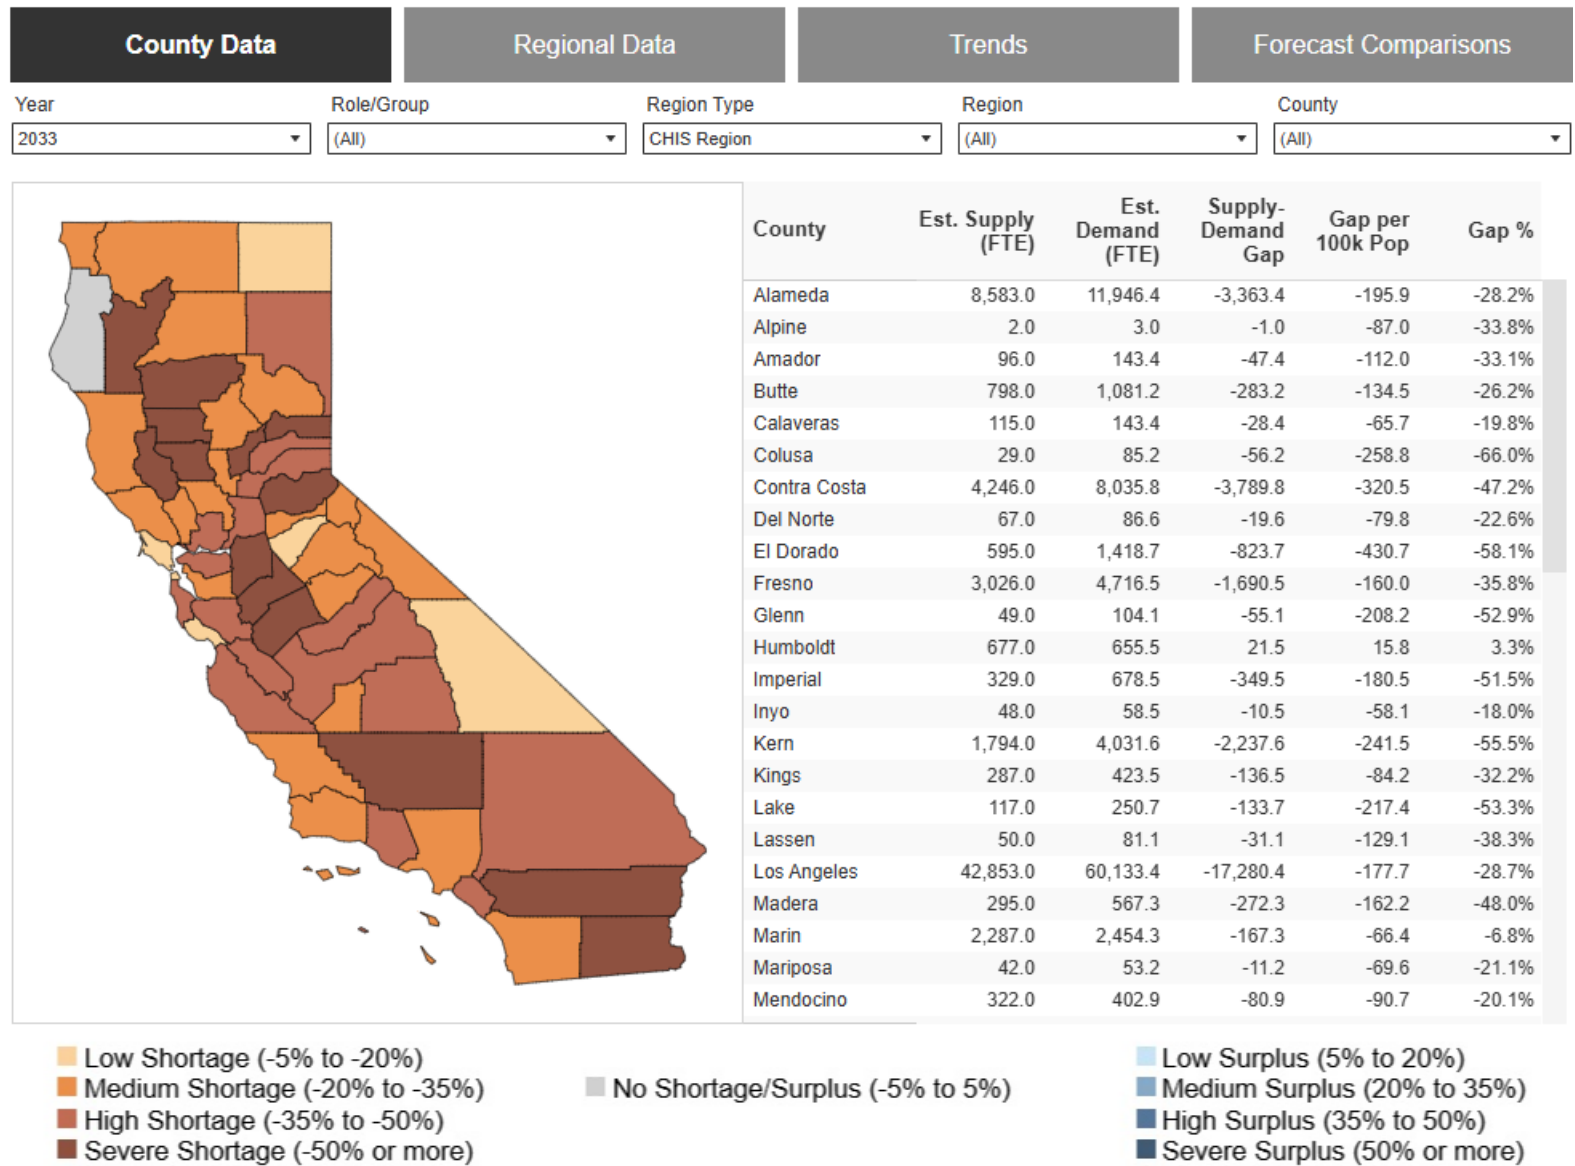 County Data Regional Data Trends Forecast Comparisons
Year Role/Group Region Type Region County
2033 (All) CHIS Region (All) (All)
County Est. Supply (FTE) Est. Demand (FTE) Supply-Demand Gap Gap per 100k Pop Gap %
Alameda 8,583.0 11,946.4 -3,363.4 -195.9 -28.2%
Alpine 2.0 3.0 -1.0 -87.0 -33.8%
Amador 96.0 143.4 -47.4 -112.0 -33.1%
Butte 798.0 1,081.2 -283.2 -134.5 -26.2%
Calaveras 115.0 143.4 -28.4 -65.7 -19.8%
Colusa 29.0 85.2 -56.2 -258.8 -66.0%
Contra Costa 4,246.0 8,035.8 -3,789.8 -320.5 -47.2%
Del Norte 67.0 86.6 -19.6 -79.8 -22.6%
El Dorado 595.0 1,418.7 -823.7 -430.7 -58.1%
Fresno 3,026.0 4,716.5 -1,690.5 -160.0 -35.8%
Glenn 49.0 104.1 -55.1 -208.2 -52.9%
Humboldt 677.0 655.5 21.5 15.8 3.3%
Imperial 329.0 678.5 -349.5 -180.5 -51.5%
Inyo 48.0 58.5 -10.5 -58.1 -18.0%
Kern 1,794.0 4,031.6 -2,237.6 -241.5 -55.5%
Kings 287.0 423.5 -136.5 -84.2 -32.2%
Lake 117.0 250.7 -133.7 -217.4 -53.3%
Lassen 50.0 81.1 -31.1 -129.1 -38.3%
Los Angeles 42,853.0 60,133.4 -17,280.4 -177.7 -28.7%
Madera 295.0 567.3 -272.3 -162.2 -48.0%
Marin 2,287.0 2,454.3 -167.3 -66.4 -6.8%
Mariposa 42.0 53.2 -11.2 -69.6 -21.1%
Mendocino 322.0 402.9 -80.9 -90.7 -20.1%
Low Shortage (-5% to -20%)
Medium Shortage (-20% to -35%)
High Shortage (-35% to -50%)
Severe Shortage (-50% or more)
No Shortage/Surplus (-5% to 5%)
Low Surplus (5% to 20%)
Medium Surplus (20% to 35%)
High Surplus (35% to 50%)
Severe Surplus (50% or more)